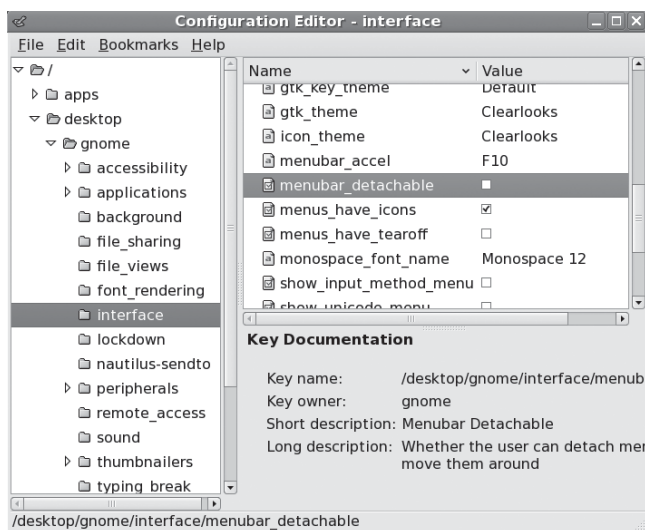 Configuration Editor - interface
File Edit Bookmarks Help
/
apps
desktop
gnome
accessibility
applications
background
file_sharing
file_views
font_rendering
interface
lockdown
nautilus-sendto
peripherals
remote_access
sound
thumbnailers
typing_break
Name Value
gtk_key_theme Default
gtk_theme Clearlooks
icon_theme Clearlooks
menubar_accel F10
menubar_detachable
menus_have_icons
menus_have_tearoff
monospace_font_name Monospace 12
show_input_method_menu
show_unicode_menu
Key Documentation
Key name: /desktop/gnome/interface/menub
Key owner: gnome
Short description: Menubar Detachable
Long description: Whether the user can detach mer
move them around
/desktop/gnome/interface/menubar_detachable